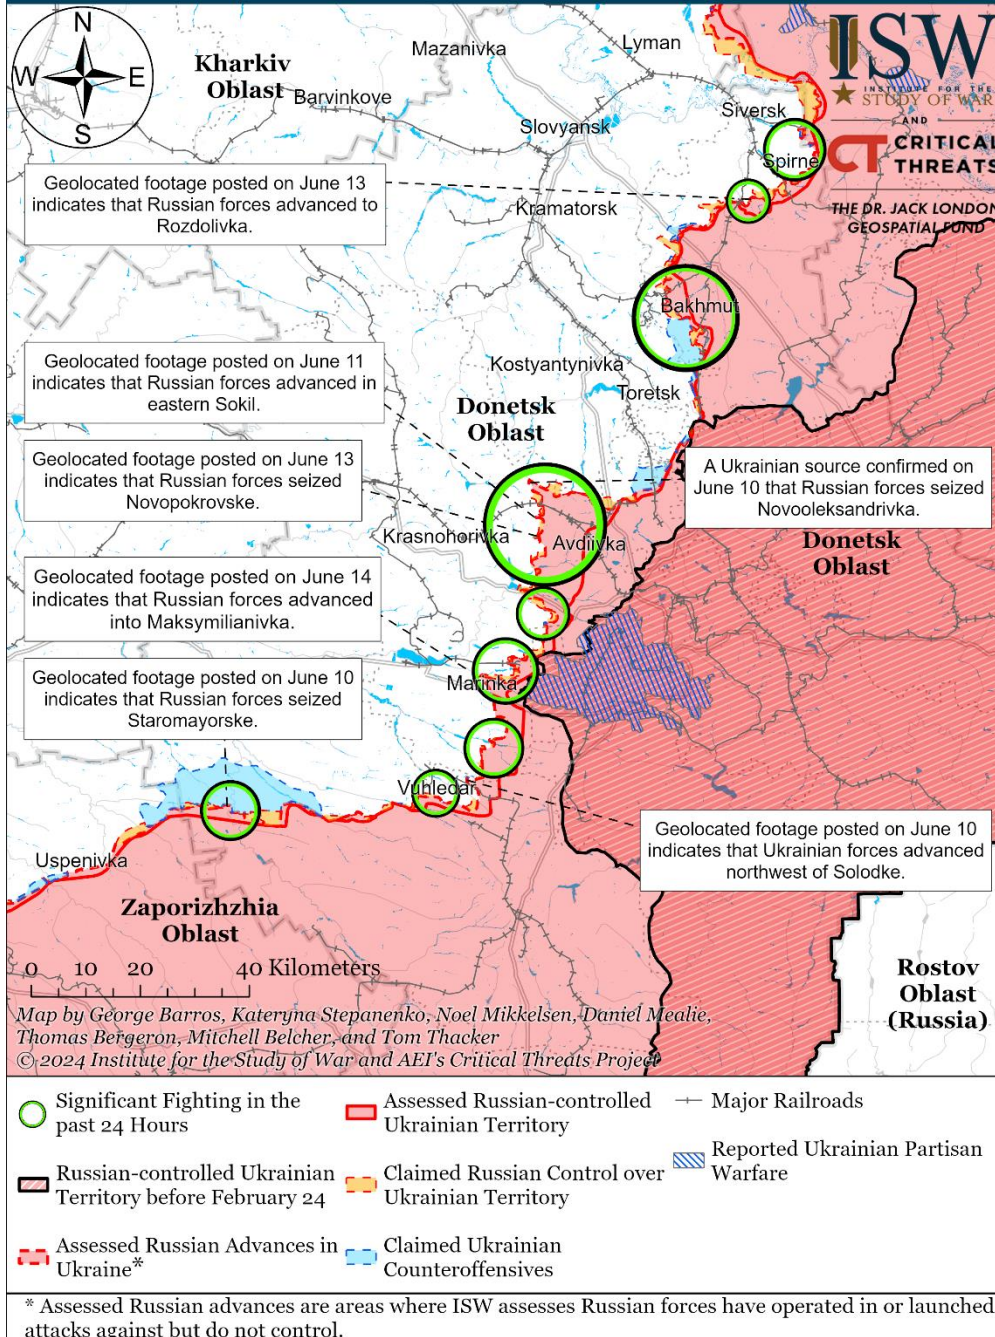 N
W E
S
Kharkiv
Oblast
Mazanivka
Lyman
Barvinkove
Slovyansk
Siversk
Spirne
ISW
INSTITUTE FOR THE
STUDY OF WAR
AND
CT CRITICAL
THREATS
THE DR. JACK LONDON
GEOSPATIAL FUND
Geolocated footage posted on June 13
indicates that Russian forces advanced to
Rozdolivka.
Kramatorsk
Bakhmut
Geolocated footage posted on June 11
indicates that Russian forces advanced in
eastern Sokil.
Kostyantynivka
Toretsk
Donetsk
Oblast
Geolocated footage posted on June 13
indicates that Russian forces seized
Novopokrovske.
A Ukrainian source confirmed on
June 10 that Russian forces seized
Novooleksandrivka.
Krasnohorivka
Avdiivka
Donetsk
Oblast
Geolocated footage posted on June 14
indicates that Russian forces advanced
into Maksymilianivka.
Geolocated footage posted on June 10
indicates that Russian forces seized
Staromayorske.
Marinka
Vuhledar
Geolocated footage posted on June 10
indicates that Ukrainian forces advanced
northwest of Solodke.
Uspenivka
Zaporizhzhia
Oblast
Rostov
Oblast
(Russia)
0 10 20 40 Kilometers
Map by George Barros, Kateryna Stepanenko, Noel Mikkelsen, Daniel Mealie,
Thomas Bergeron, Mitchell Belcher, and Tom Thacker
© 2024 Institute for the Study of War and AEI's Critical Threats Project
Significant Fighting in the
past 24 Hours
Russian-controlled Ukrainian
Territory before February 24
Assessed Russian Advances in
Ukraine*
Assessed Russian-controlled
Ukrainian Territory
Claimed Russian Control over
Ukrainian Territory
Claimed Ukrainian
Counteroffensives
Major Railroads
Reported Ukrainian Partisan
Warfare
* Assessed Russian advances are areas where ISW assesses Russian forces have operated in or launched
attacks against but do not control.